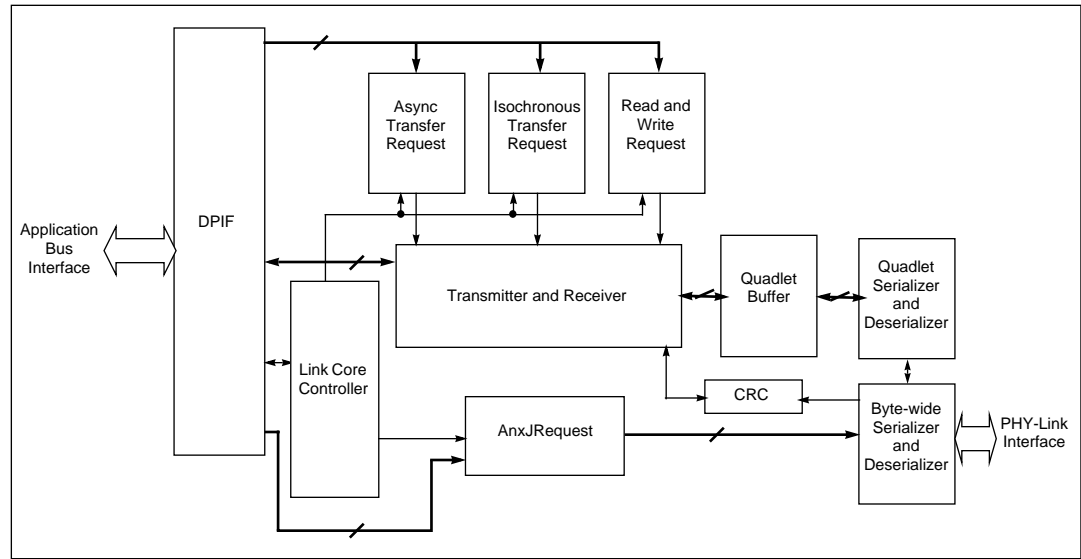 Async
Transfer
Request
Isochronous
Transfer
Request
Read and
Write
Request
Application
Bus
Interface
DPIF
Transmitter and Receiver
Quadlet
Buffer
Quadlet
Serializer
and
Deserializer
Link Core
Controller
CRC
AnxJRequest
Byte-wide
Serializer
and
Deserializer
PHY-Link
Interface